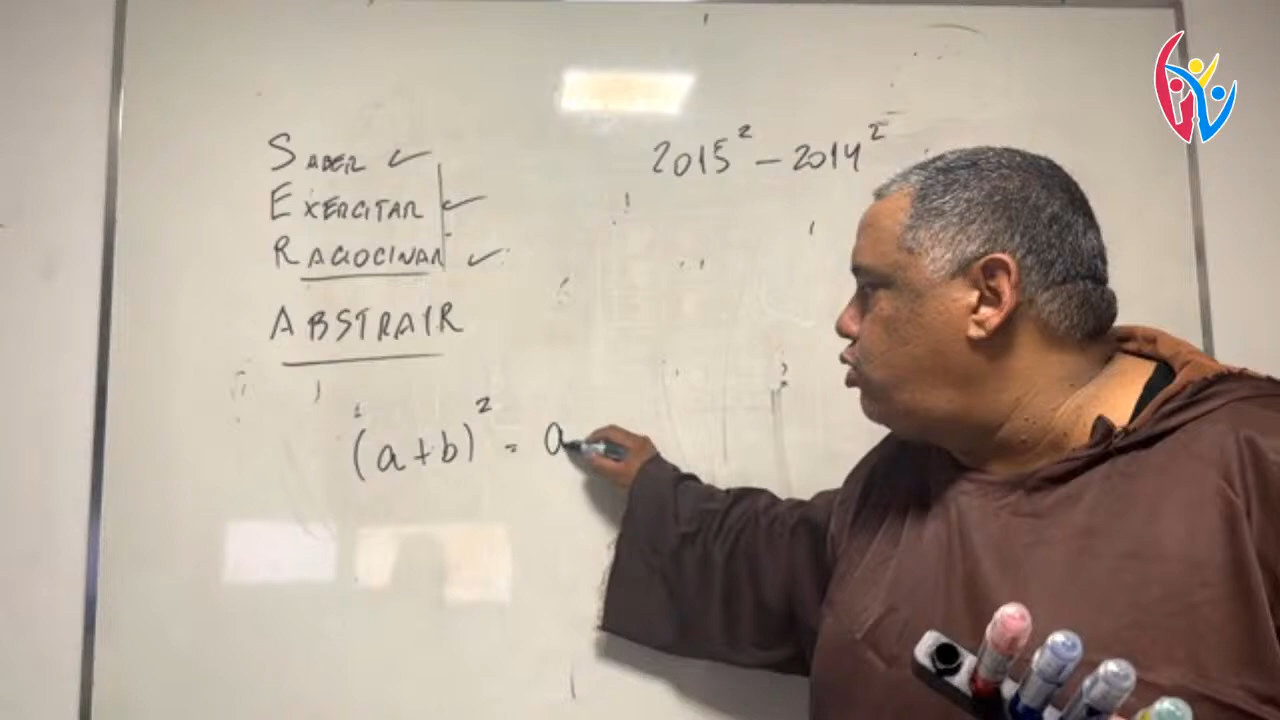 SABER
EXERCITAR
RACIOCINAR
ABSTRAIR
2015² - 2014²
(a+b)² = a